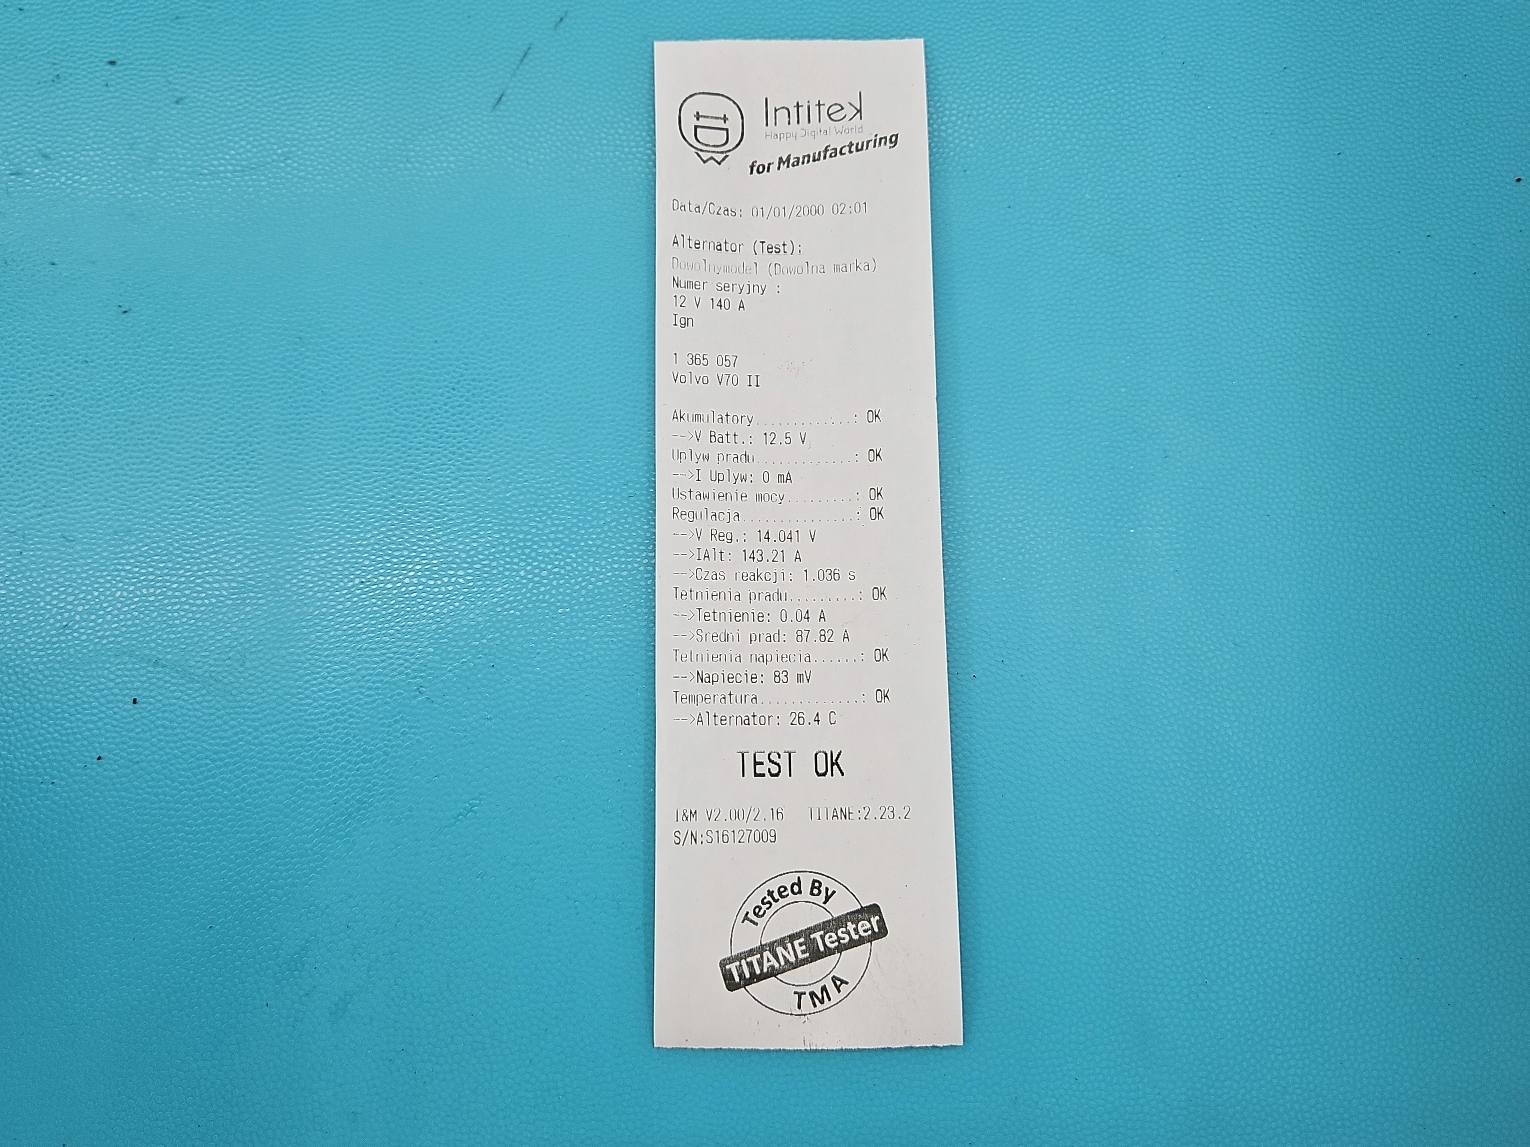 Intitek
Happy Digital World
for Manufacturing
Data/Czas: 01/01/2000 02:01
Alternator (Test):
Dowolnymodel (Dowolna marka)
Numer seryjny :
12 V 140 A
Ign
1 365 057
Volvo V70 II
Akumulatory.............: OK
-->V Batt.: 12.5 V
Uplyw pradu.............: OK
-->I Uplyw: 0 mA
Ustawienie mocy.........: OK
Regulacja...............: OK
-->V Reg.: 14.041 V
-->IAlt: 143.21 A
-->Czas reakcji: 1.036 s
Tetnienia pradu.........: OK
-->Tetnienie: 0.04 A
-->Sredni prad: 87.82 A
Tetnienia napiecia......: OK
-->Napiecie: 83 mV
Temperatura.............: OK
-->Alternator: 26.4 C
TEST OK
I&M V2.00/2.16 TITANE:2.23.2
S/N:S16127009
Tested By
TITANE Tester
TMA